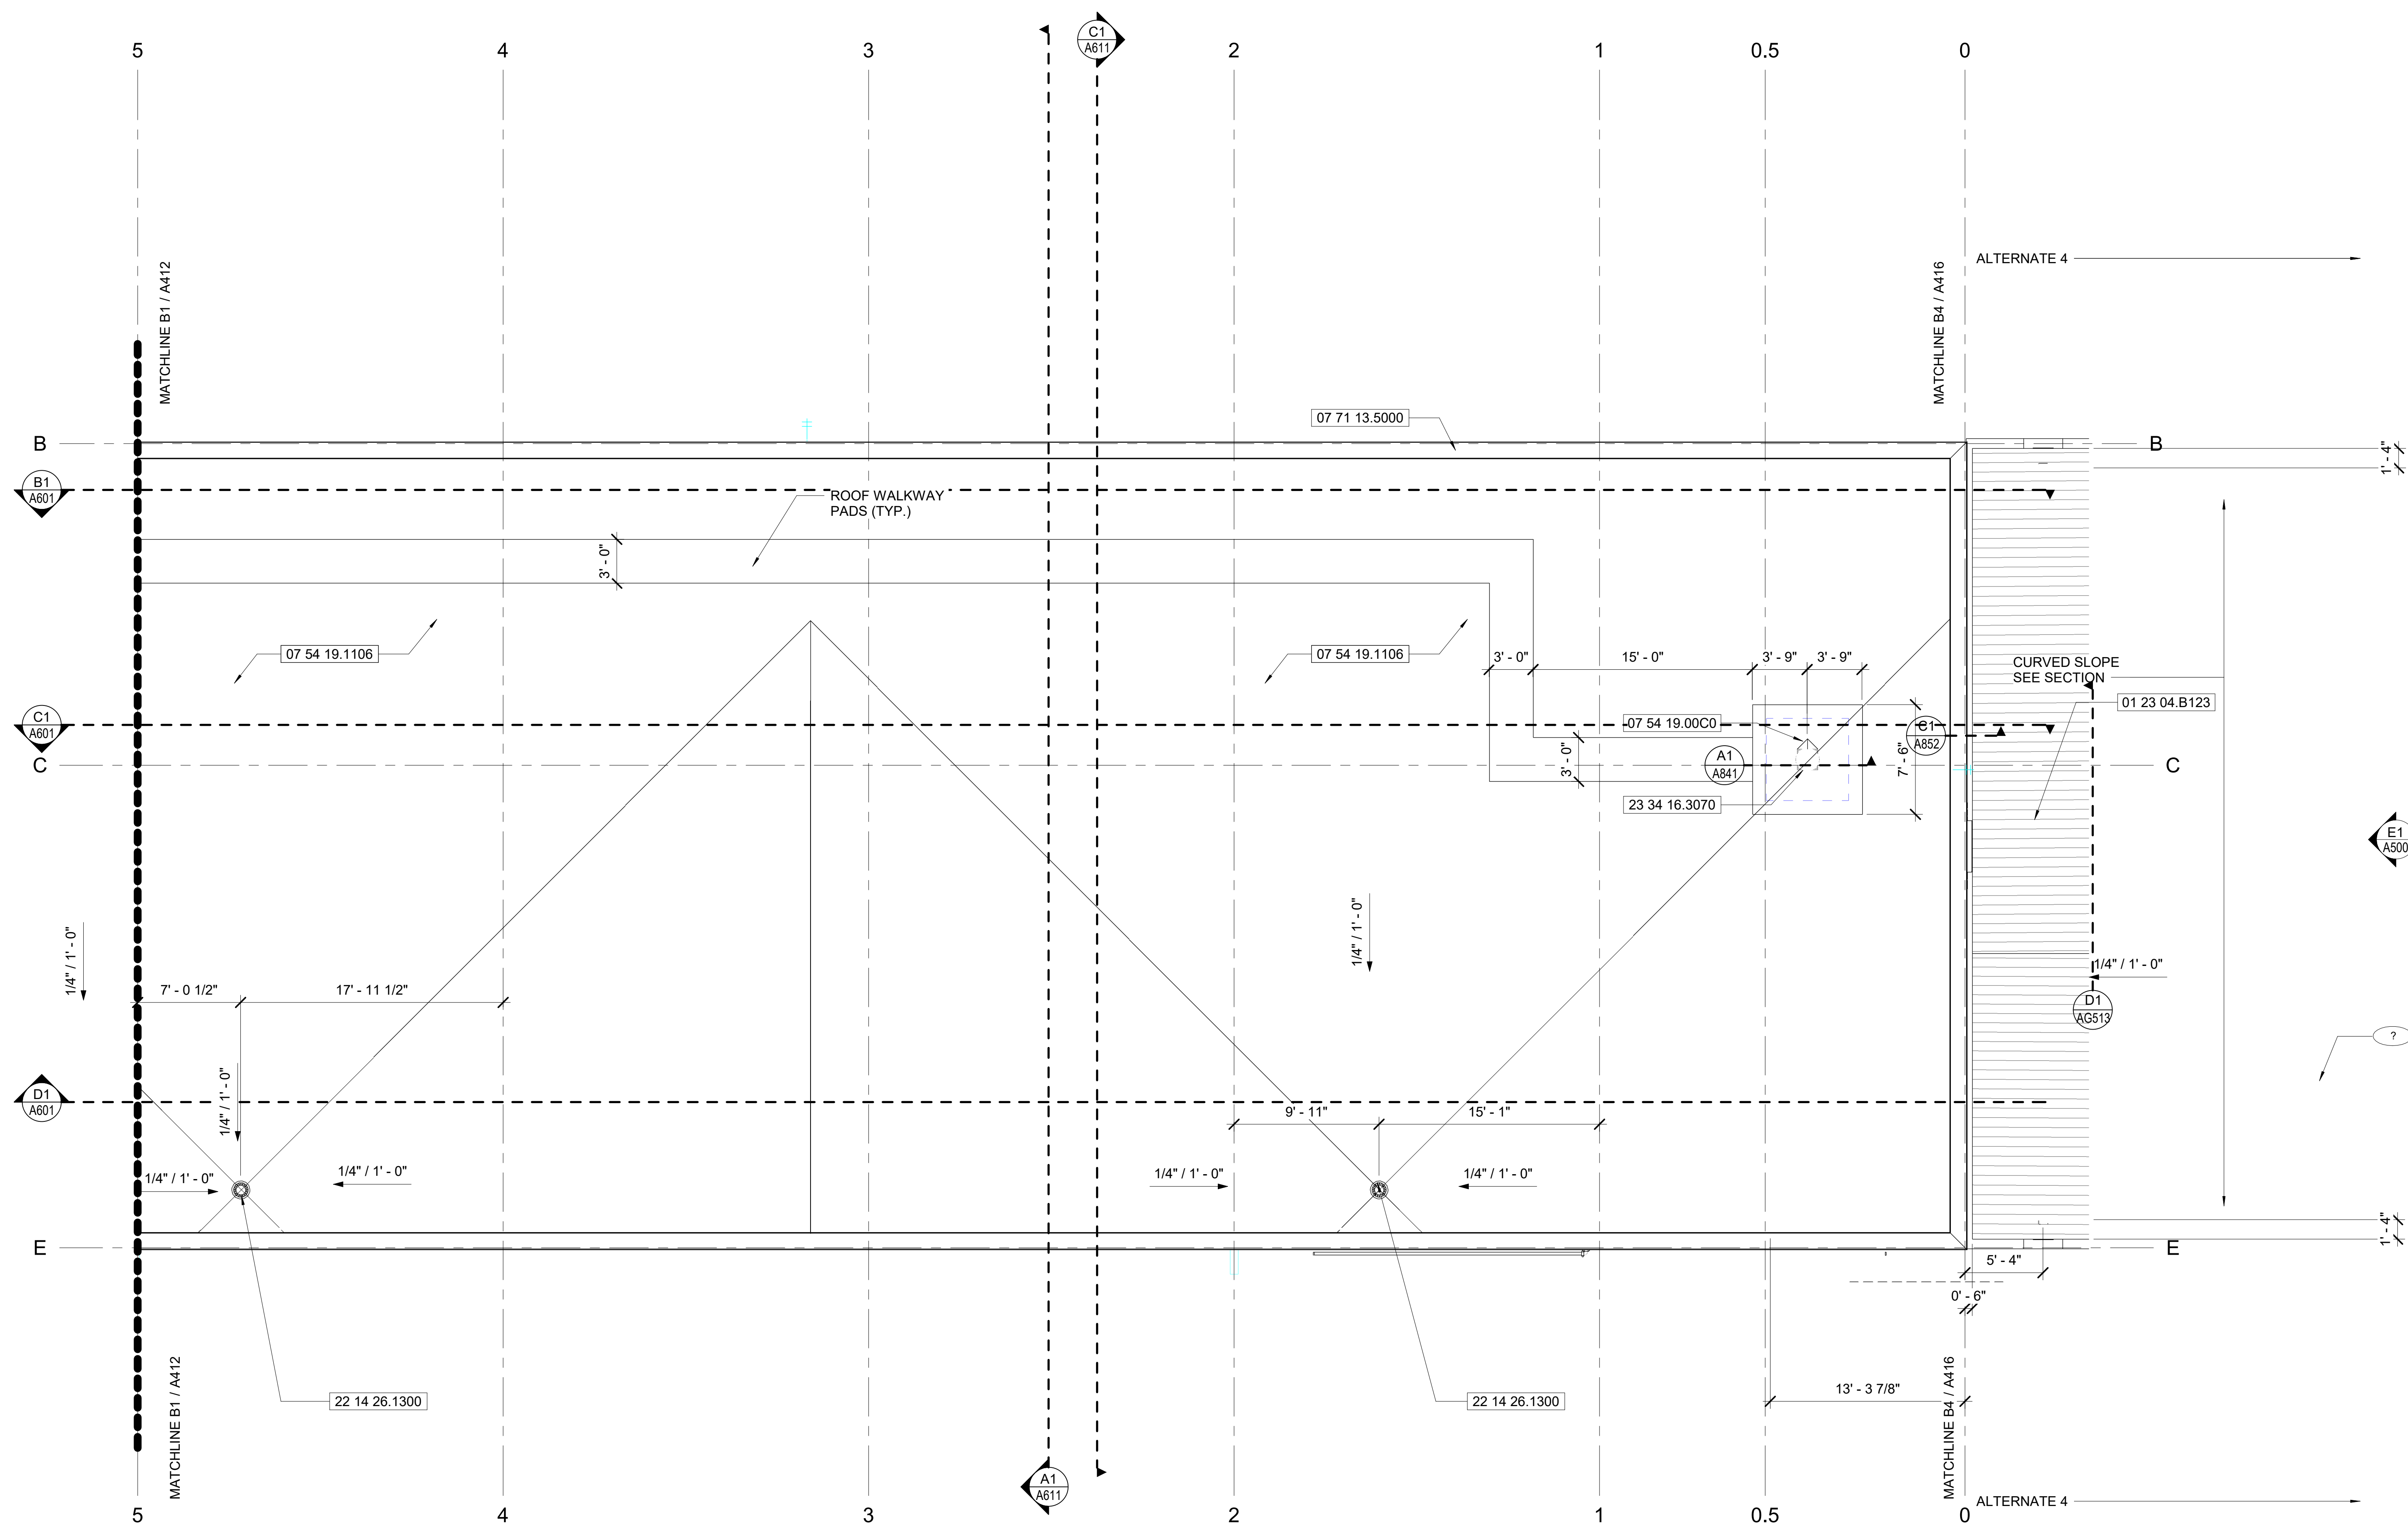 5
4
3
2
1
0.5
0
C1
A611
MATCHLINE B1 / A412
MATCHLINE B4 / A416
ALTERNATE 4
07 71 13.5000
B
B
1' - 4"
B1
A601
ROOF WALKWAY
PADS (TYP.)
3' - 0"
07 54 19.1106
07 54 19.1106
3' - 0"
15' - 0"
3' - 9"
3' - 9"
CURVED SLOPE
SEE SECTION
01 23 04.B123
C1
A601
07 54 19.00C0
C1
A852
C
3' - 0"
A1
A841
7' - 6"
C
23 34 16.3070
E1
A500
1/4" / 1' - 0"
1/4" / 1' - 0"
1/4" / 1' - 0"
7' - 0 1/2"
17' - 11 1/2"
D1
AG513
?
D1
A601
1/4" / 1' - 0"
9' - 11"
15' - 1"
1/4" / 1' - 0"
1/4" / 1' - 0"
1/4" / 1' - 0"
1/4" / 1' - 0"
E
E
1' - 4"
5' - 4"
0' - 6"
13' - 3 7/8"
22 14 26.1300
22 14 26.1300
MATCHLINE B1 / A412
MATCHLINE B4 / A416
A1
A611
ALTERNATE 4
5
4
3
2
1
0.5
0